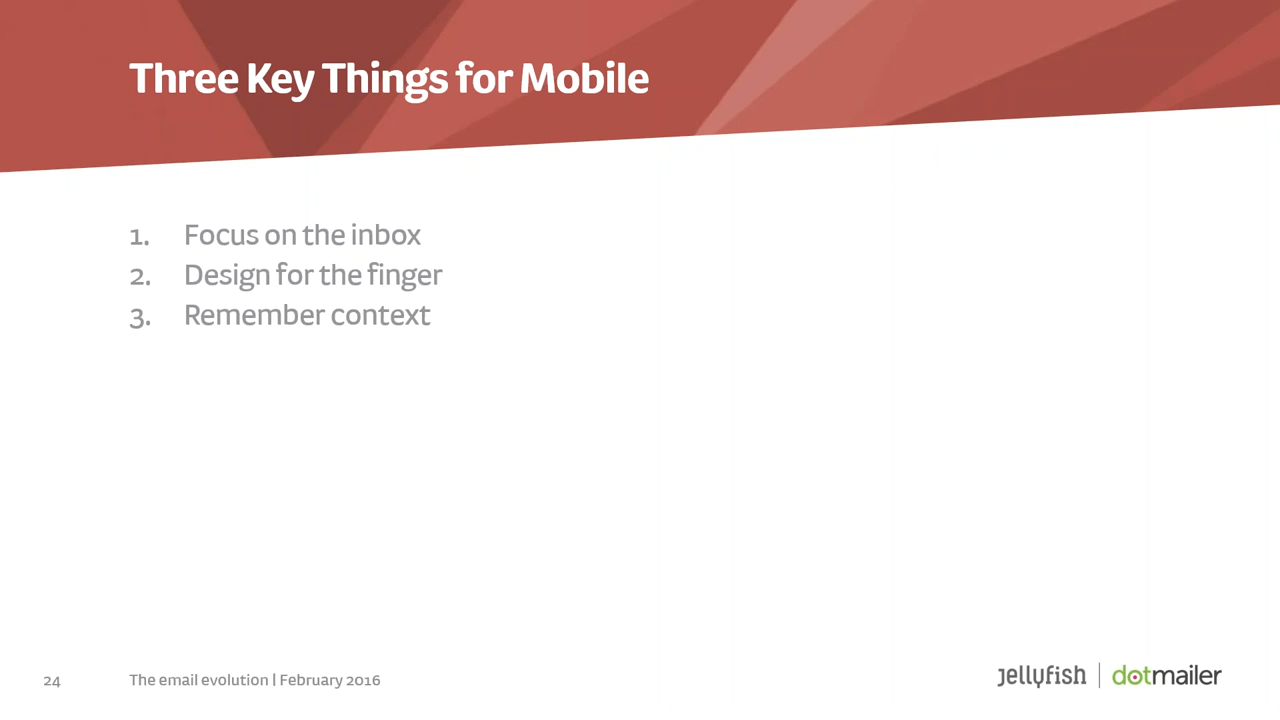 Three Key Things for Mobile
1. Focus on the inbox
2. Design for the finger
3. Remember context
24 The email evolution | February 2016
jellyfish | dotmailer